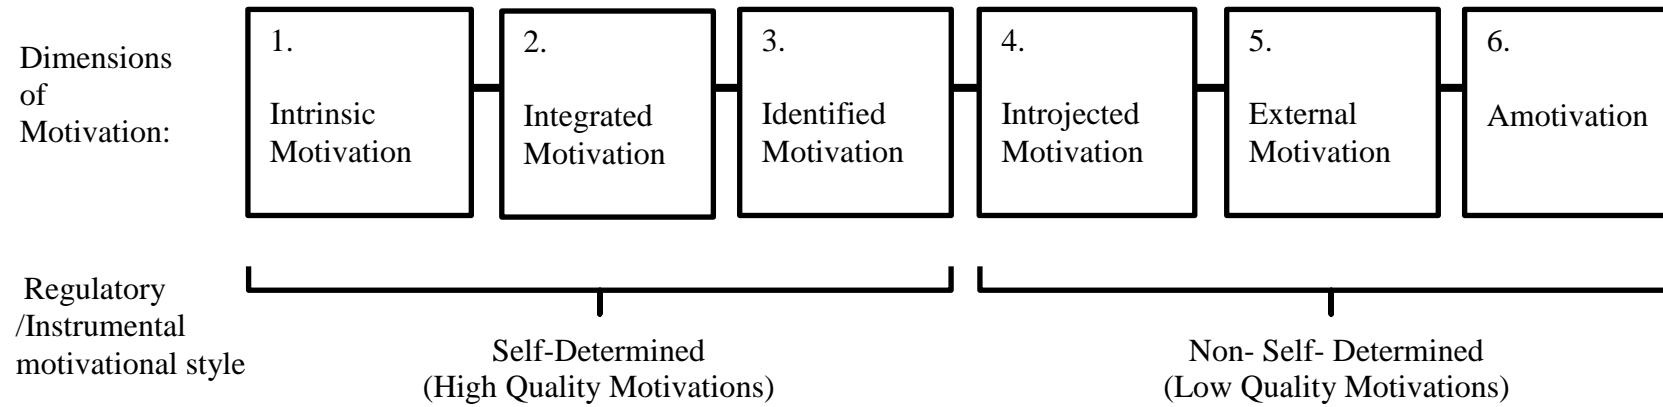 Dimensions
of
Motivation:
1.
Intrinsic
Motivation
2.
Integrated
Motivation
3.
Identified
Motivation
4.
Introjected
Motivation
5.
External
Motivation
6.
Amotivation
Regulatory
/Instrumental
motivational style
Self-Determined
(High Quality Motivations)
Non- Self- Determined
(Low Quality Motivations)